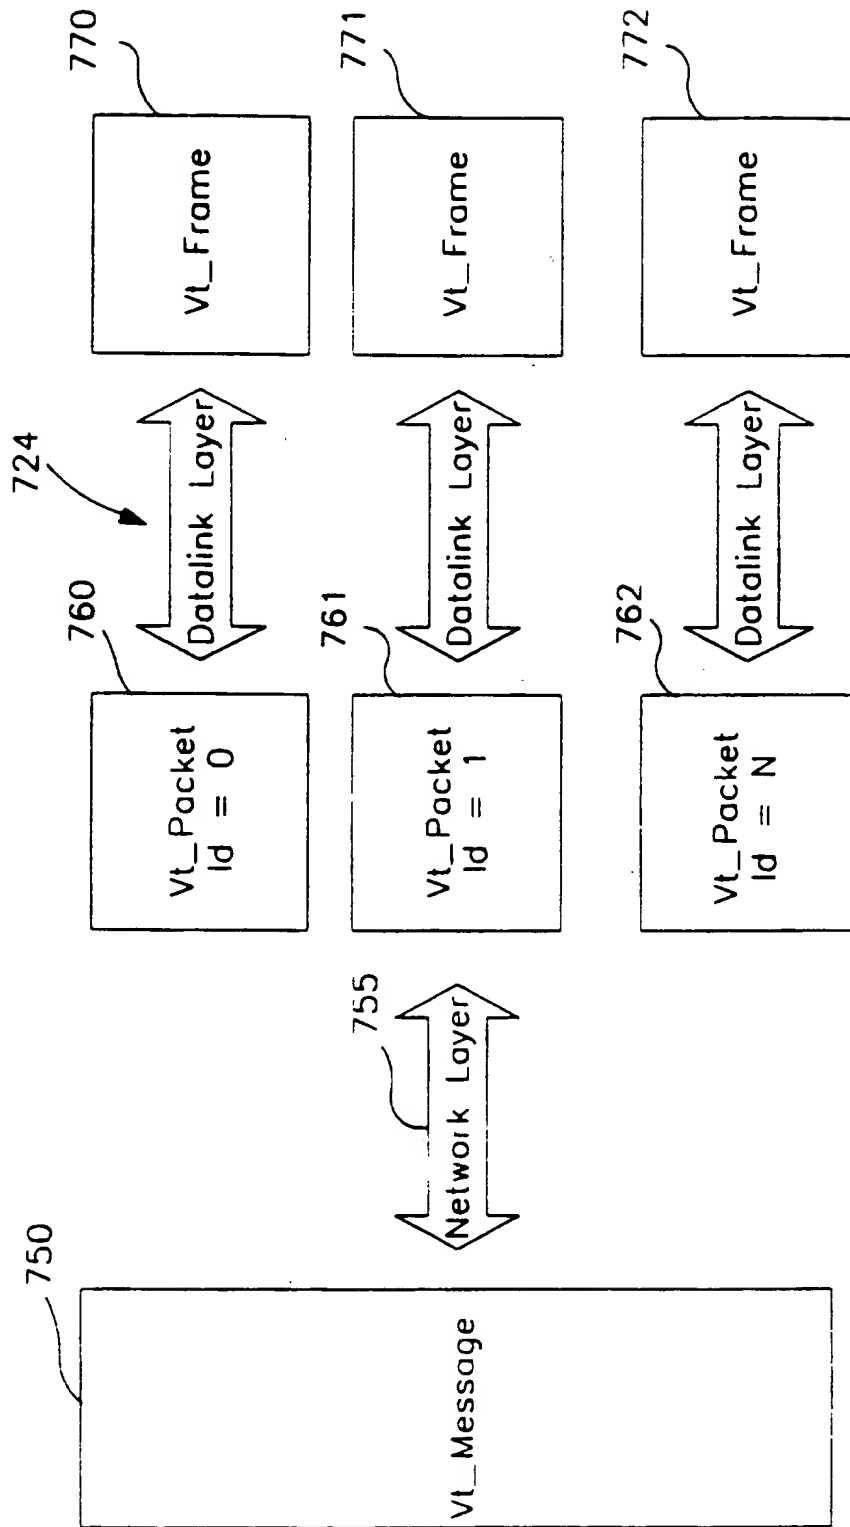 750
Vt_Message
755
Network Layer
760
Vt_Packet
Id = 0
761
Vt_Packet
Id = 1
762
Vt_Packet
Id = N
724
Datalink Layer
Datalink Layer
Datalink Layer
770
Vt_Frame
771
Vt_Frame
772
Vt_Frame